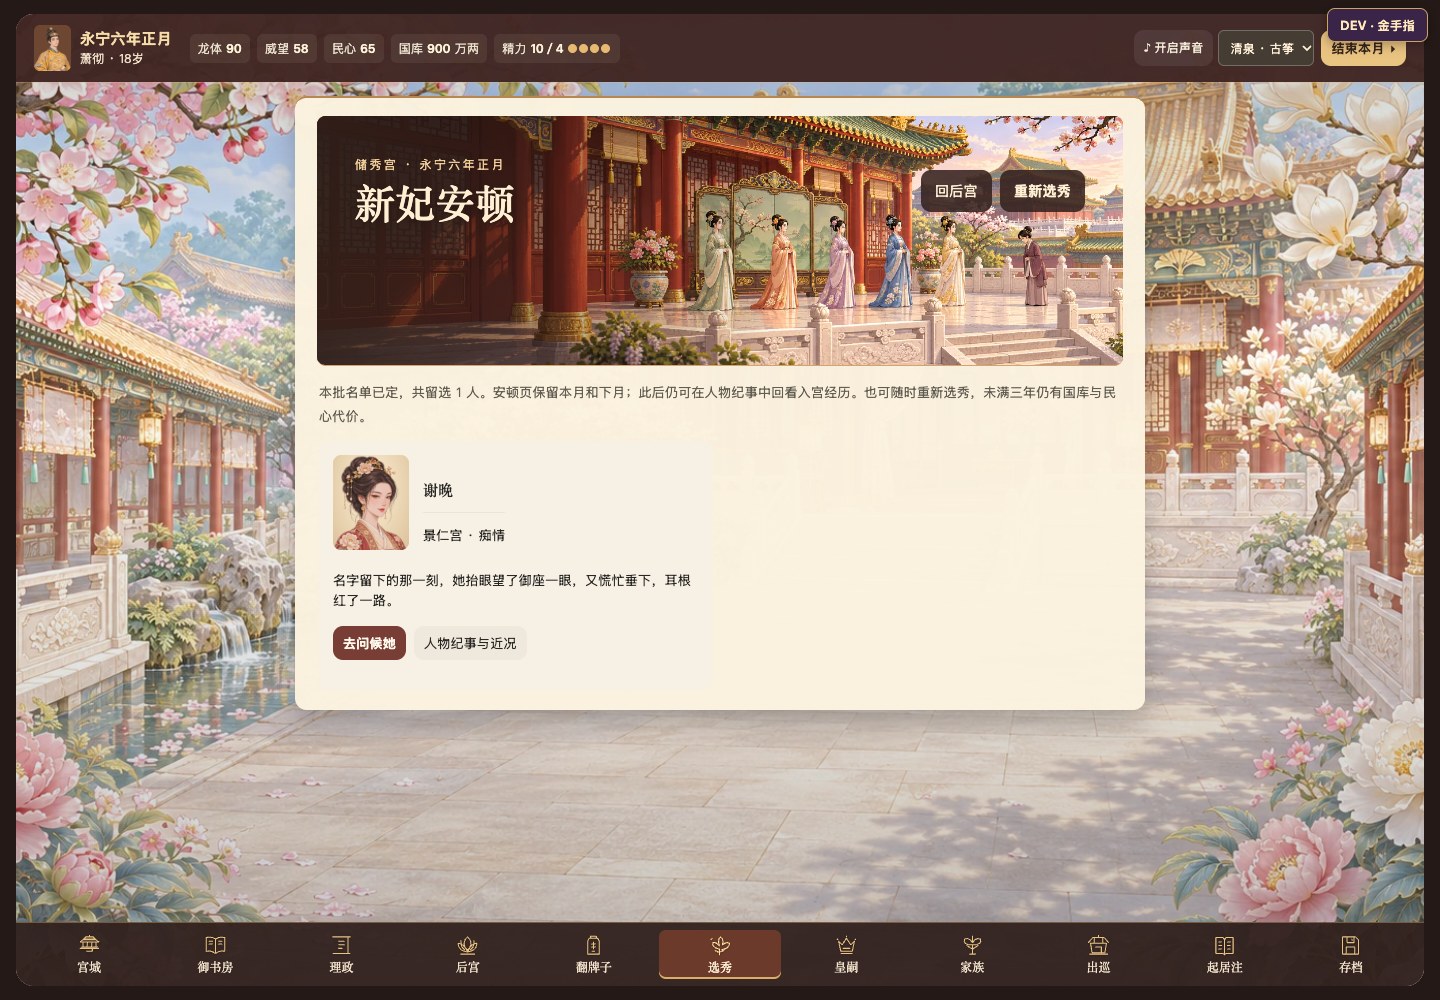 永宁六年正月
萧彻 · 18岁
龙体 90
威望 58
民心 65
国库 900 万两
精力 10 / 4
♪ 开启声音
清泉 · 古筝
DEV · 金手指
结束本月
储秀宫 · 永宁六年正月
新妃安顿
回后宫
重新选秀
本批名单已定，共留选 1 人。安顿页保留本月和下月；此后仍可在人物纪事中回看入宫经历。也可随时重新选秀，未满三年仍有国库与民
心代价。
谢晚
景仁宫 · 痴情
名字留下的那一刻，她抬眼望了御座一眼，又慌忙垂下，耳根
红了一路。
去问候她
人物纪事与近况
宫城
御书房
理政
后宫
翻牌子
选秀
皇嗣
家族
出巡
起居注
存档